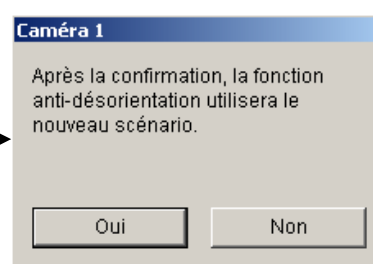 Caméra 1
Après la confirmation, la fonction
anti-désorientation utilisera le
nouveau scénario.
Oui
Non